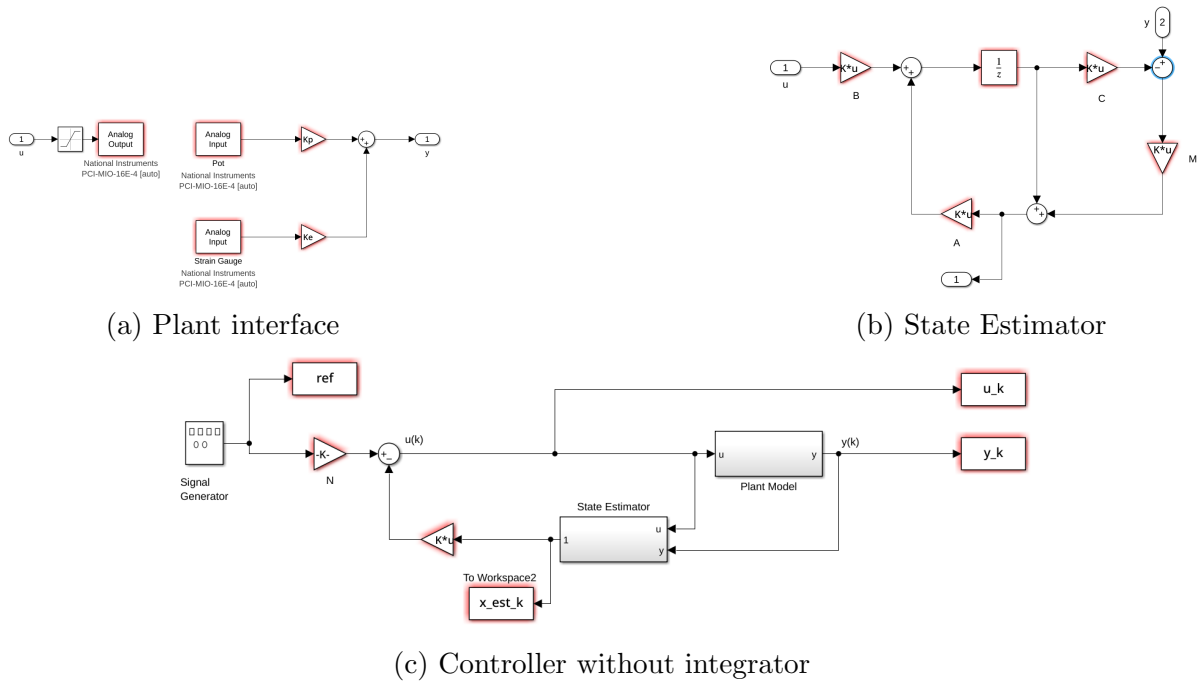 1
u
Analog
Output
National Instruments
PCI-MIO-16E-4 [auto]
Analog
Input
Pot
National Instruments
PCI-MIO-16E-4 [auto]
Kp
+
+
1
y
Analog
Input
Strain Gauge
National Instruments
PCI-MIO-16E-4 [auto]
Ke
(a) Plant interface
y 2
1
u
K*u
B
+
+
1
z
K*u
C
−
+
K*u
M
+
+
K*u
A
1
(b) State Estimator
ref
Signal
Generator
-K-
N
+
−
u(k)
u_k
u y
Plant Model
y(k)
y_k
State Estimator
1 u
y
K*u
To Workspace2
x_est_k
(c) Controller without integrator